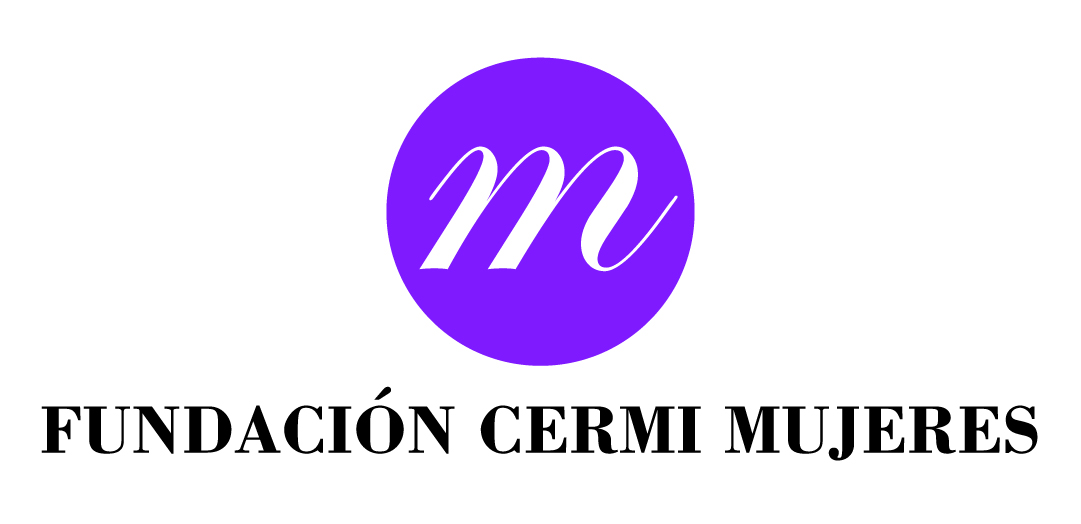 m
FUNDACIÓN CERMI MUJERES